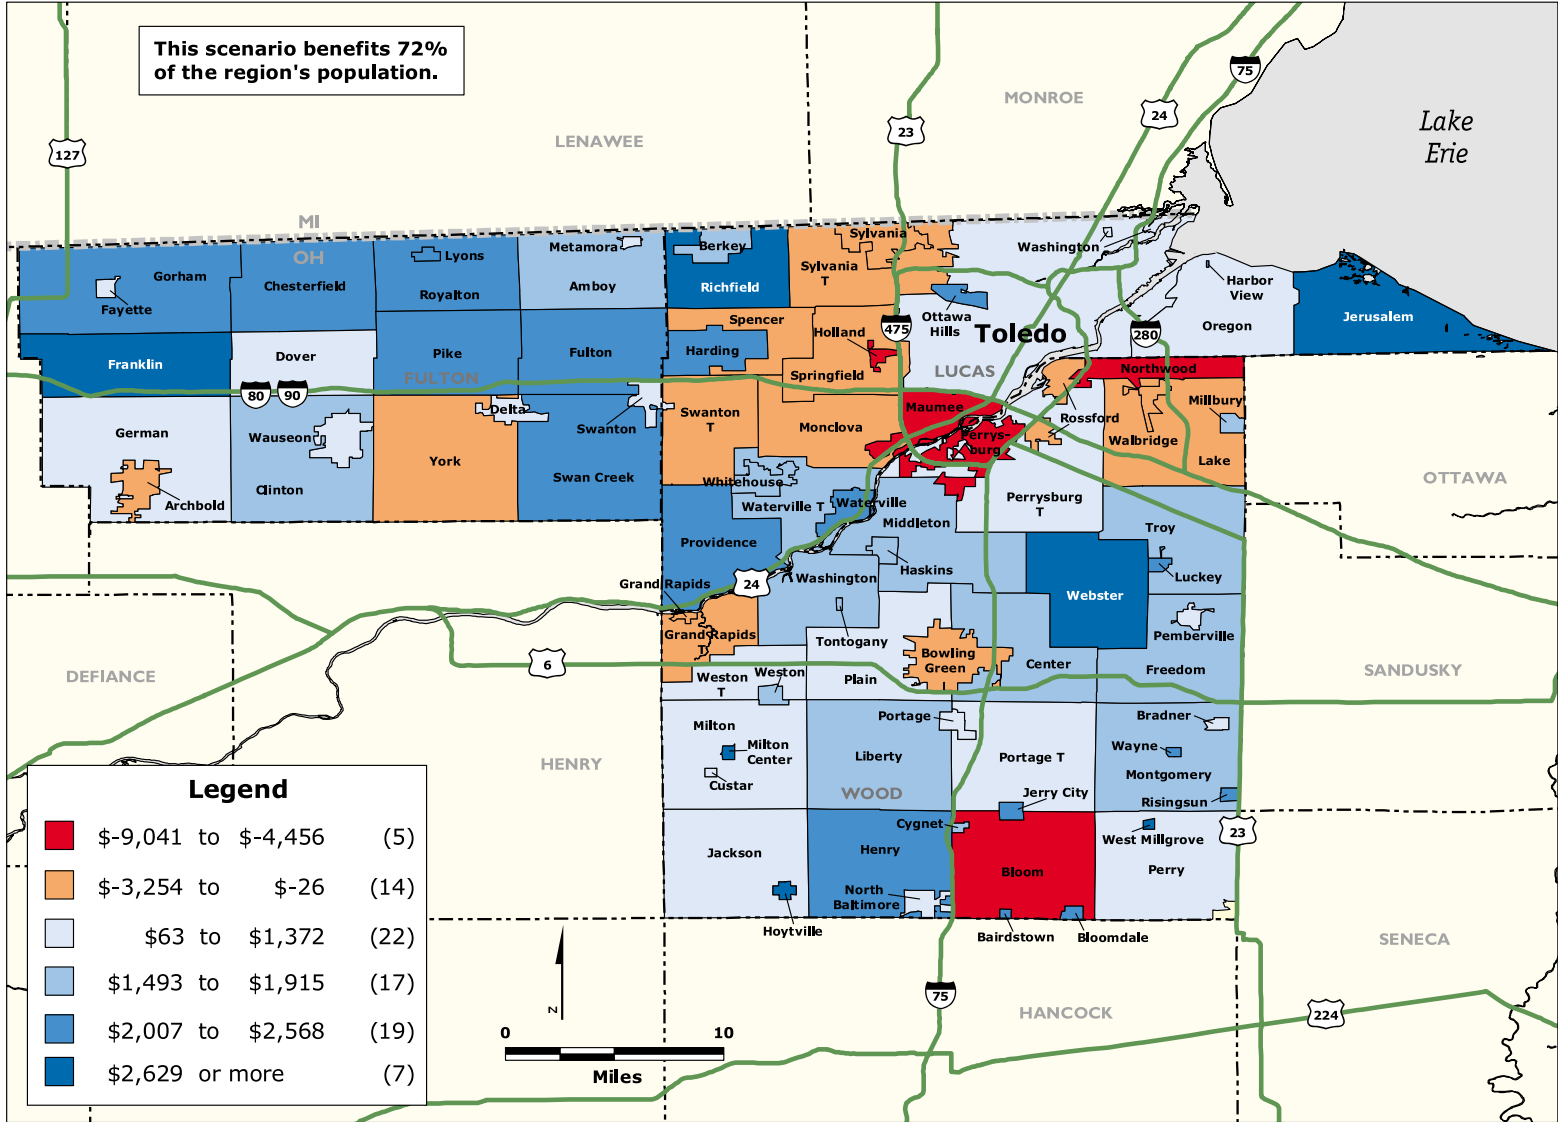 This scenario benefits 72%
of the region's population.
75
MONROE
24
Lake
Erie
23
LENAWEE
127
MI
OH
Metamora
Berkey
Sylvania
Washington
Lyons
Gorham
Chesterfield
Royalton
Amboy
Richfield
Sylvania
T
Harbor
View
Fayette
Ottawa
Hills
Oregon
Jerusalem
Spencer
Holland
475
Toledo
280
Franklin
Dover
Pike
Fulton
Harding
Springfield
LUCAS
Northwood
FULTON
80
90
German
Wauseon
Delta
Swanton
Swanton
T
Monclova
Maumee
Perrys-
burg
Rossford
Millbury
Walbridge
Lake
York
Clinton
Swan Creek
Archbold
Whitehouse
Waterville T
Waterville
Middleton
Perrysburg
T
OTTAWA
Troy
Providence
Haskins
Luckey
Grand Rapids
24
Washington
Webster
Grand Rapids
T
Tontogany
Pemberville
DEFIANCE
6
Weston
T
Weston
Plain
Bowling
Green
Center
Freedom
SANDUSKY
Milton
Portage
Bradner
Milton
Center
Custar
Liberty
Portage T
Wayne
Montgomery
HENRY
WOOD
Jerry City
Risingsun
Cygnet
West Millgrove
23
Jackson
Henry
Bloom
Perry
North
Baltimore
Hoytville
Bairdstown
Bloomdale
SENECA
75
HANCOCK
224
N
0
10
Miles
Legend
$-9,041 to $-4,456 (5)
$-3,254 to $-26 (14)
$63 to $1,372 (22)
$1,493 to $1,915 (17)
$2,007 to $2,568 (19)
$2,629 or more (7)